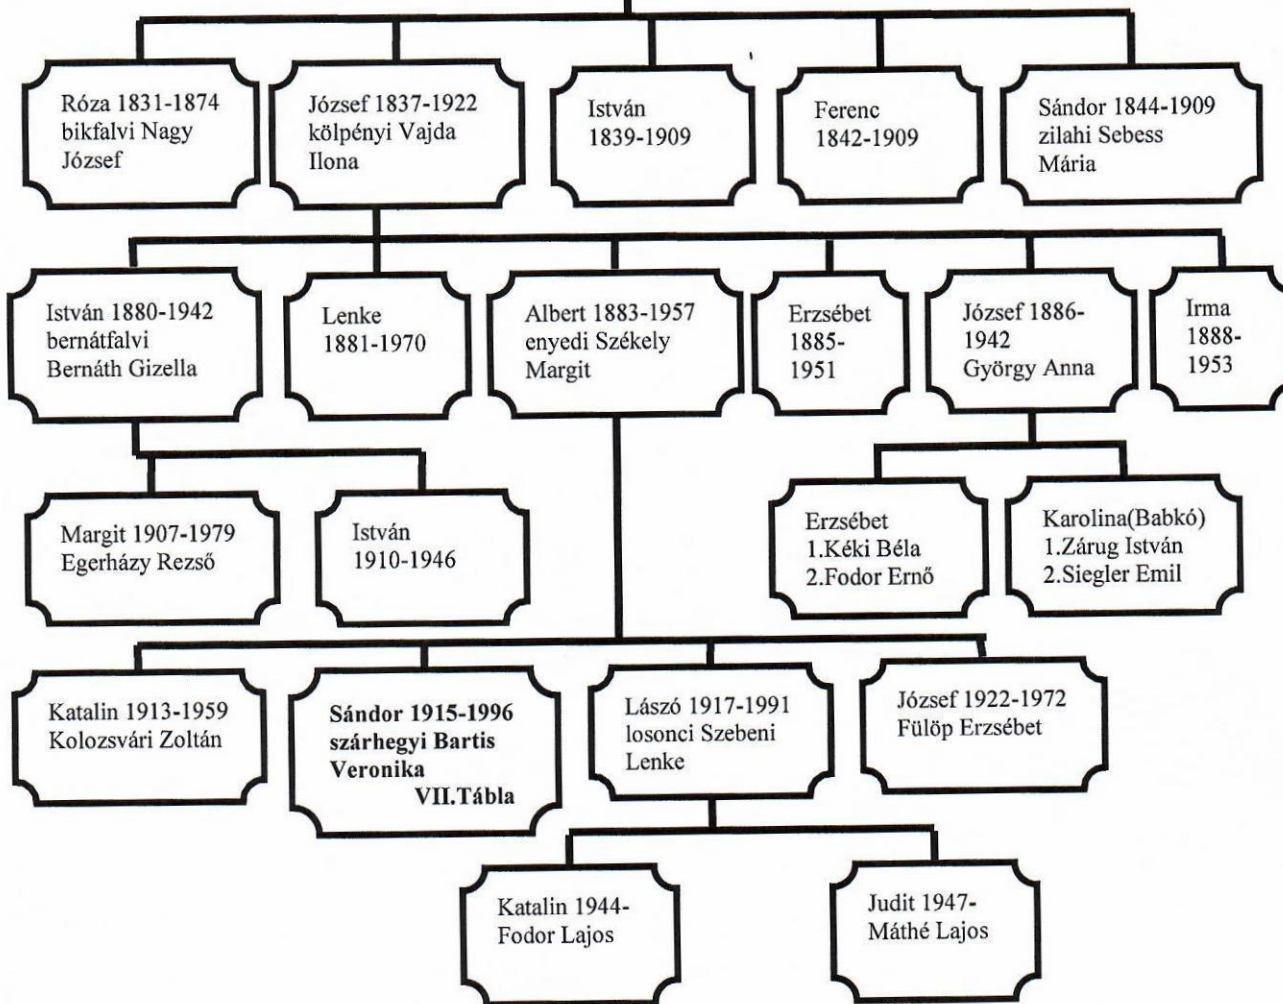 Róza 1831-1874
bikfalvi Nagy
József
József 1837-1922
kölpényi Vajda
Ilona
István
1839-1909
Ferenc
1842-1909
Sándor 1844-1909
zilahi Sebess
Mária
István 1880-1942
bernátfalvi
Bernáth Gizella
Lenke
1881-1970
Albert 1883-1957
enyedi Székely
Margit
Erzsébet
1885-
1951
József 1886-
1942
György Anna
Irma
1888-
1953
Margit 1907-1979
Egerházy Rezső
István
1910-1946
Erzsébet
1.Kéki Béla
2.Fodor Ernő
Karolina(Babkó)
1.Zárug István
2.Siegler Emil
Katalin 1913-1959
Kolozsvári Zoltán
Sándor 1915-1996
szárhegyi Bartis
Veronika
VII.Tábla
Lászó 1917-1991
losonci Szebeni
Lenke
József 1922-1972
Fülöp Erzsébet
Katalin 1944-
Fodor Lajos
Judit 1947-
Máthé Lajos